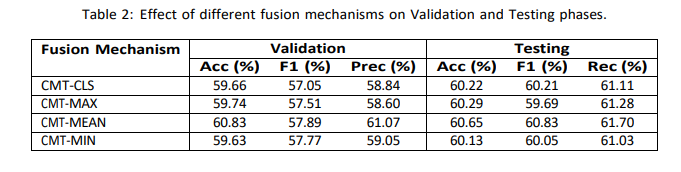 Table 2: Effect of different fusion mechanisms on Validation and Testing phases.
Fusion Mechanism Validation Testing
Acc (%) F1 (%) Prec (%) Acc (%) F1 (%) Rec (%)
CMT-CLS 59.66 57.05 58.84 60.22 60.21 61.11
CMT-MAX 59.74 57.51 58.60 60.29 59.69 61.28
CMT-MEAN 60.83 57.89 61.07 60.65 60.83 61.70
CMT-MIN 59.63 57.77 59.05 60.13 60.05 61.03